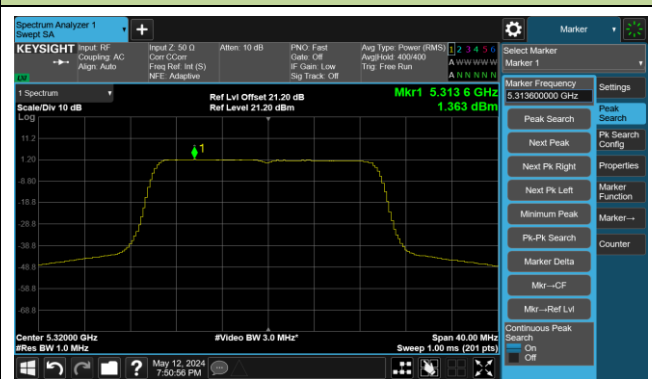 Spectrum Analyzer 1
Swept SA
+
Marker
KEYSIGHT
Input: RF
Coupling: AC
Align: Auto
Input Z: 50 Ω
Corr CCorr
Freq Ref: Int (S)
NFE: Adaptive
Atten: 10 dB
PNO: Fast
Gate: Off
IF Gain: Low
Sig Track: Off
Avg Type: Power (RMS)
Avg|Hold: 400/400
Trig: Free Run
1 2 3 4 5 6
A W W W W W
A N N N N N
Select Marker
Marker 1
1 Spectrum
Scale/Div 10 dB
Log
Ref Lvl Offset 21.20 dB
Ref Level 21.20 dBm
Mkr1 5.313 6 GHz
1.363 dBm
11.2
1.20
-8.80
-18.8
-28.8
-38.8
-48.8
-58.8
-68.8
1
Center 5.32000 GHz
#Res BW 1.0 MHz
#Video BW 3.0 MHz*
Span 40.00 MHz
Sweep 1.00 ms (201 pts)
Marker Frequency
5.313600000 GHz
Peak Search
Next Peak
Next Pk Right
Next Pk Left
Minimum Peak
Pk-Pk Search
Marker Delta
Mkr→CF
Mkr→Ref Lvl
Continuous Peak
Search
On
Off
Settings
Peak
Search
Pk Search
Config
Properties
Marker
Function
Marker→
Counter
?
May 12, 2024
7:50:56 PM